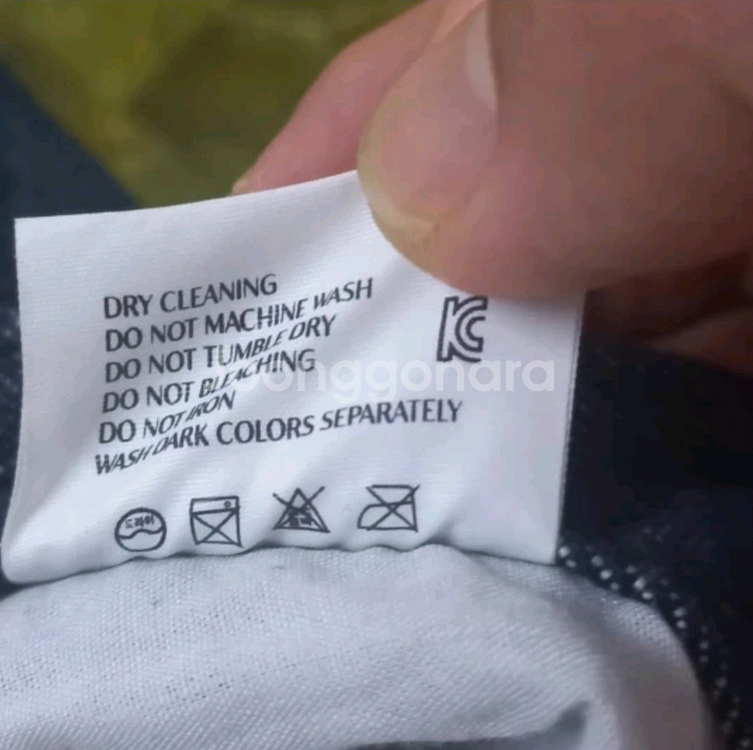 DRY CLEANING
DO NOT MACHINE WASH
DO NOT TUMBLE DRY
DO NOT BLEACHING
DO NOT IRON
WASH DARK COLORS SEPARATELY
KC
Joonggonara
드라이